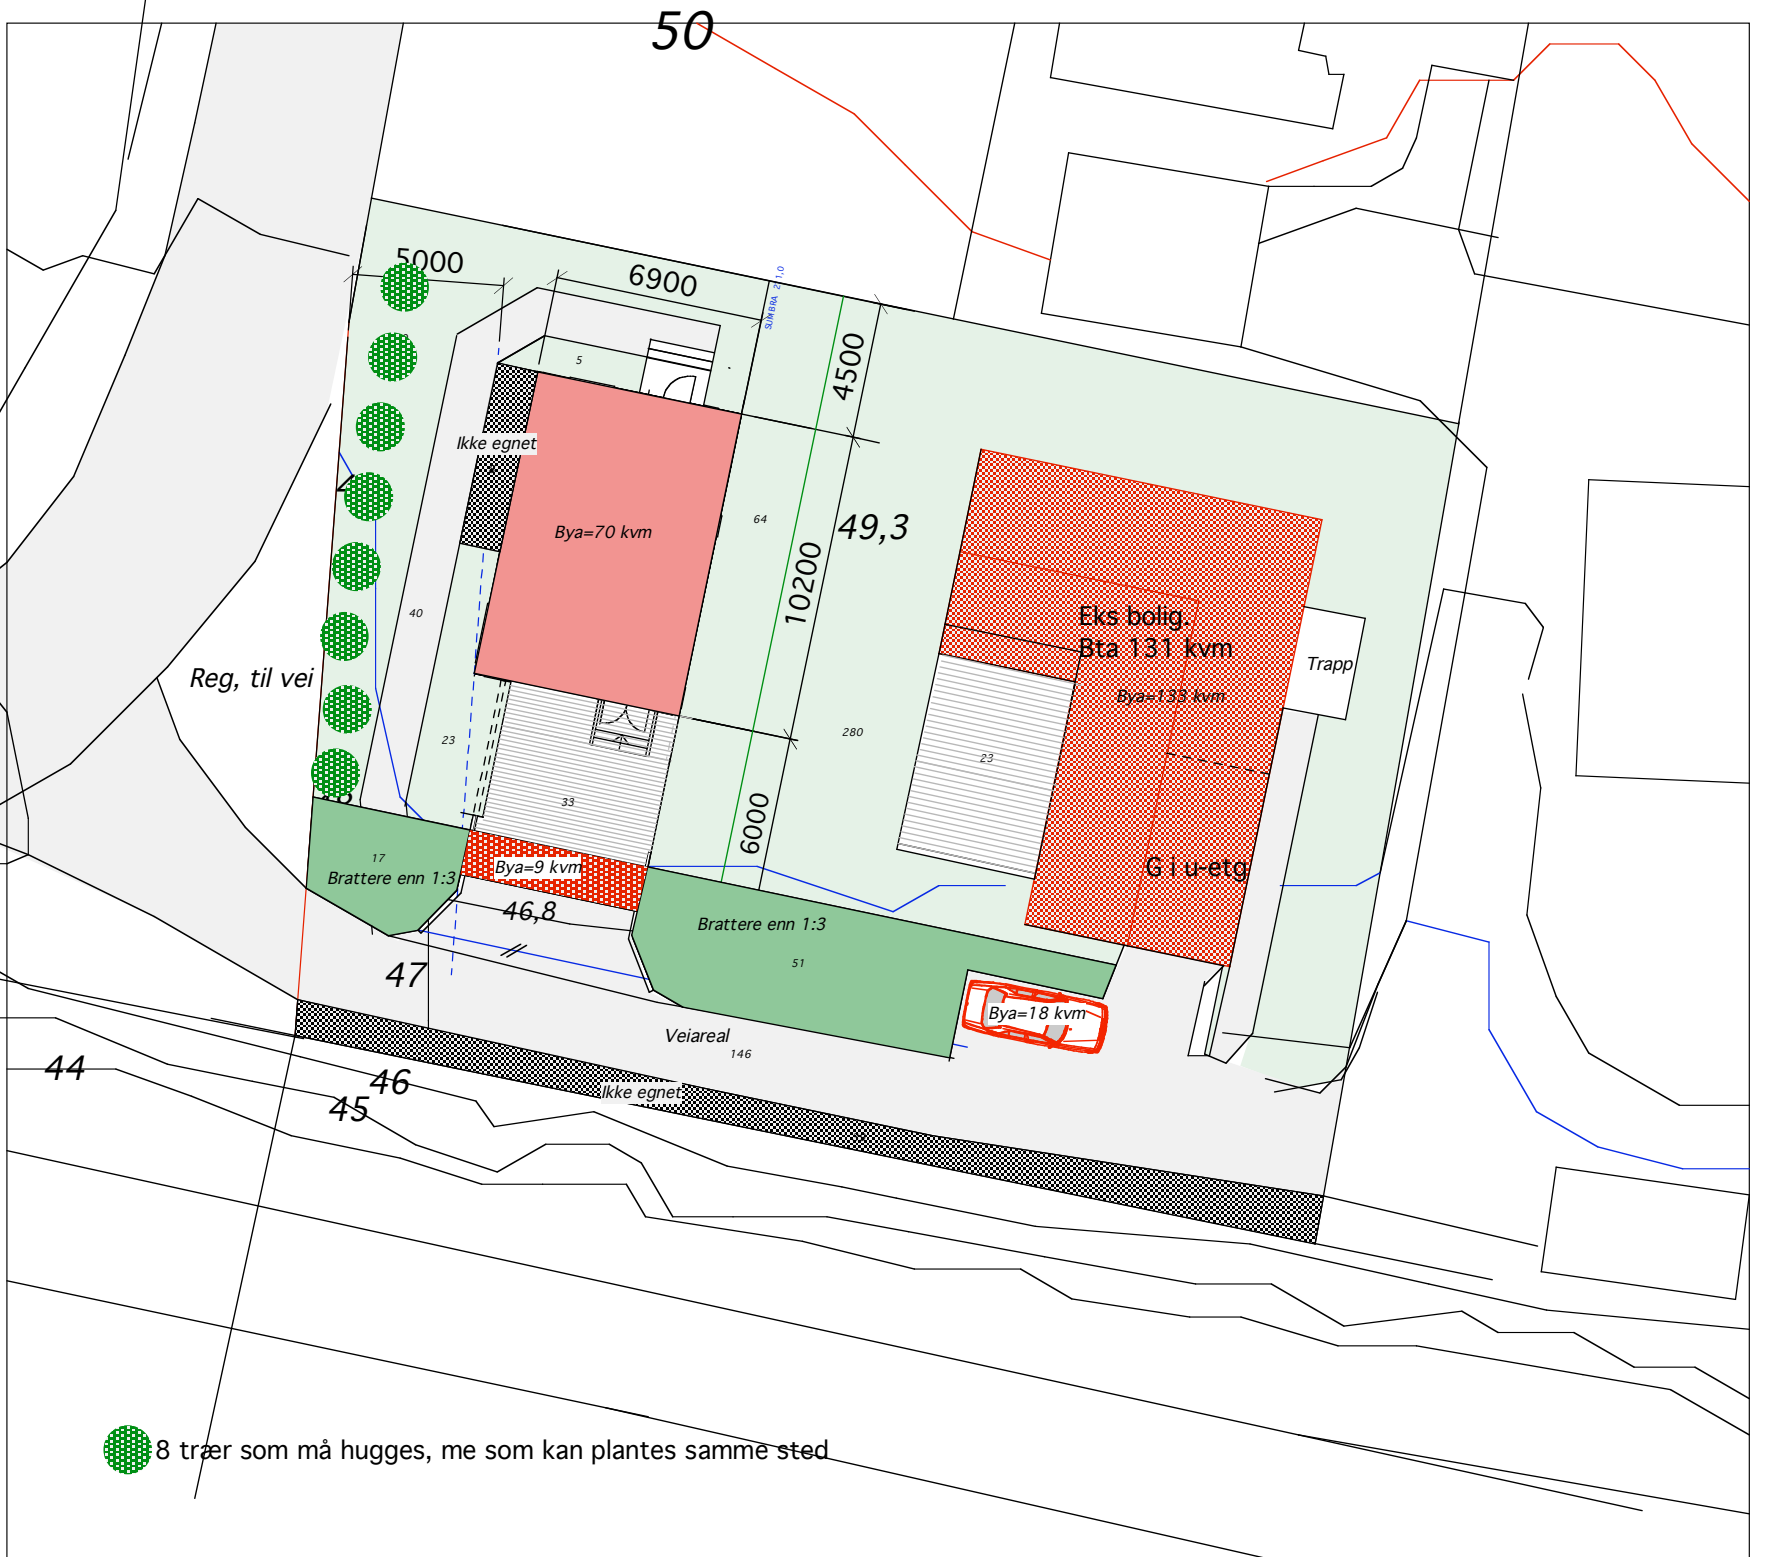 50
5000
6900
4500
5
Ikke egnet
Bya=70 kvm
64
49,3
10200
40
Eks bolig.
Bta 131 kvm
Trapp
Reg, til vei
Bya=133 kvm
23
280
23
33
6000
17
Brattere enn 1:3
Bya=9 kvm
G i u-etg
46,8
Brattere enn 1:3
51
47
Bya=18 kvm
Veiareal
146
44
46
45
Ikke egnet
8 trær som må hugges, me som kan plantes samme sted